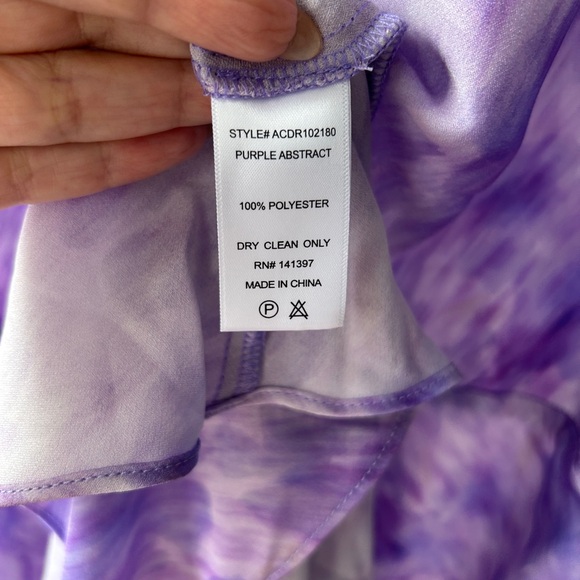 STYLE# ACDR102180
PURPLE ABSTRACT
100% POLYESTER
DRY CLEAN ONLY
RN# 141397
MADE IN CHINA
P